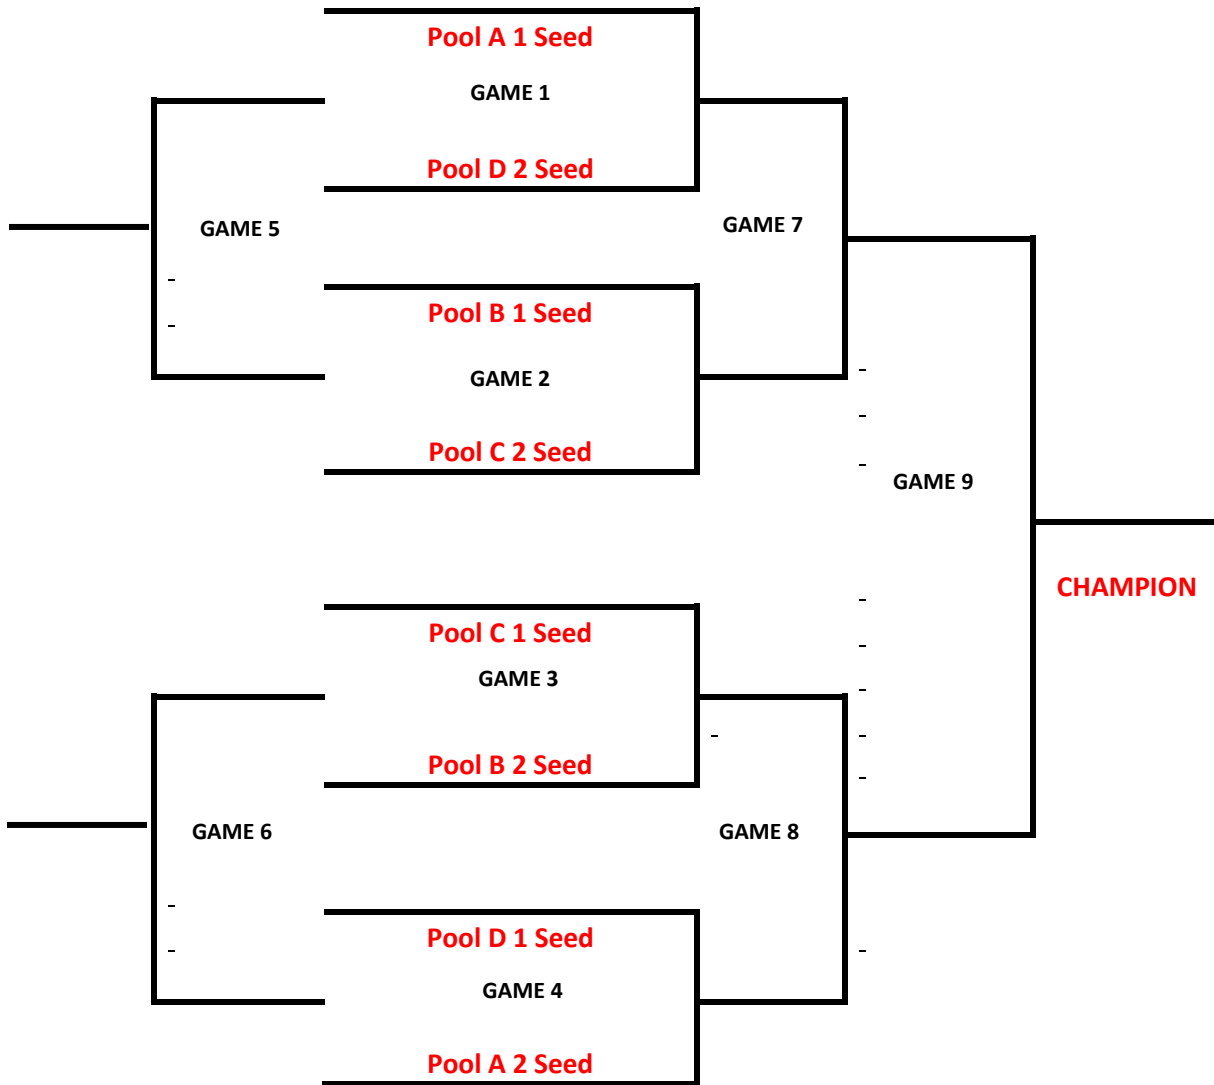 Pool A 1 Seed
GAME 1
Pool D 2 Seed
GAME 5
GAME 7
Pool B 1 Seed
GAME 2
Pool C 2 Seed
GAME 9
CHAMPION
Pool C 1 Seed
GAME 3
Pool B 2 Seed
GAME 6
GAME 8
Pool D 1 Seed
GAME 4
Pool A 2 Seed